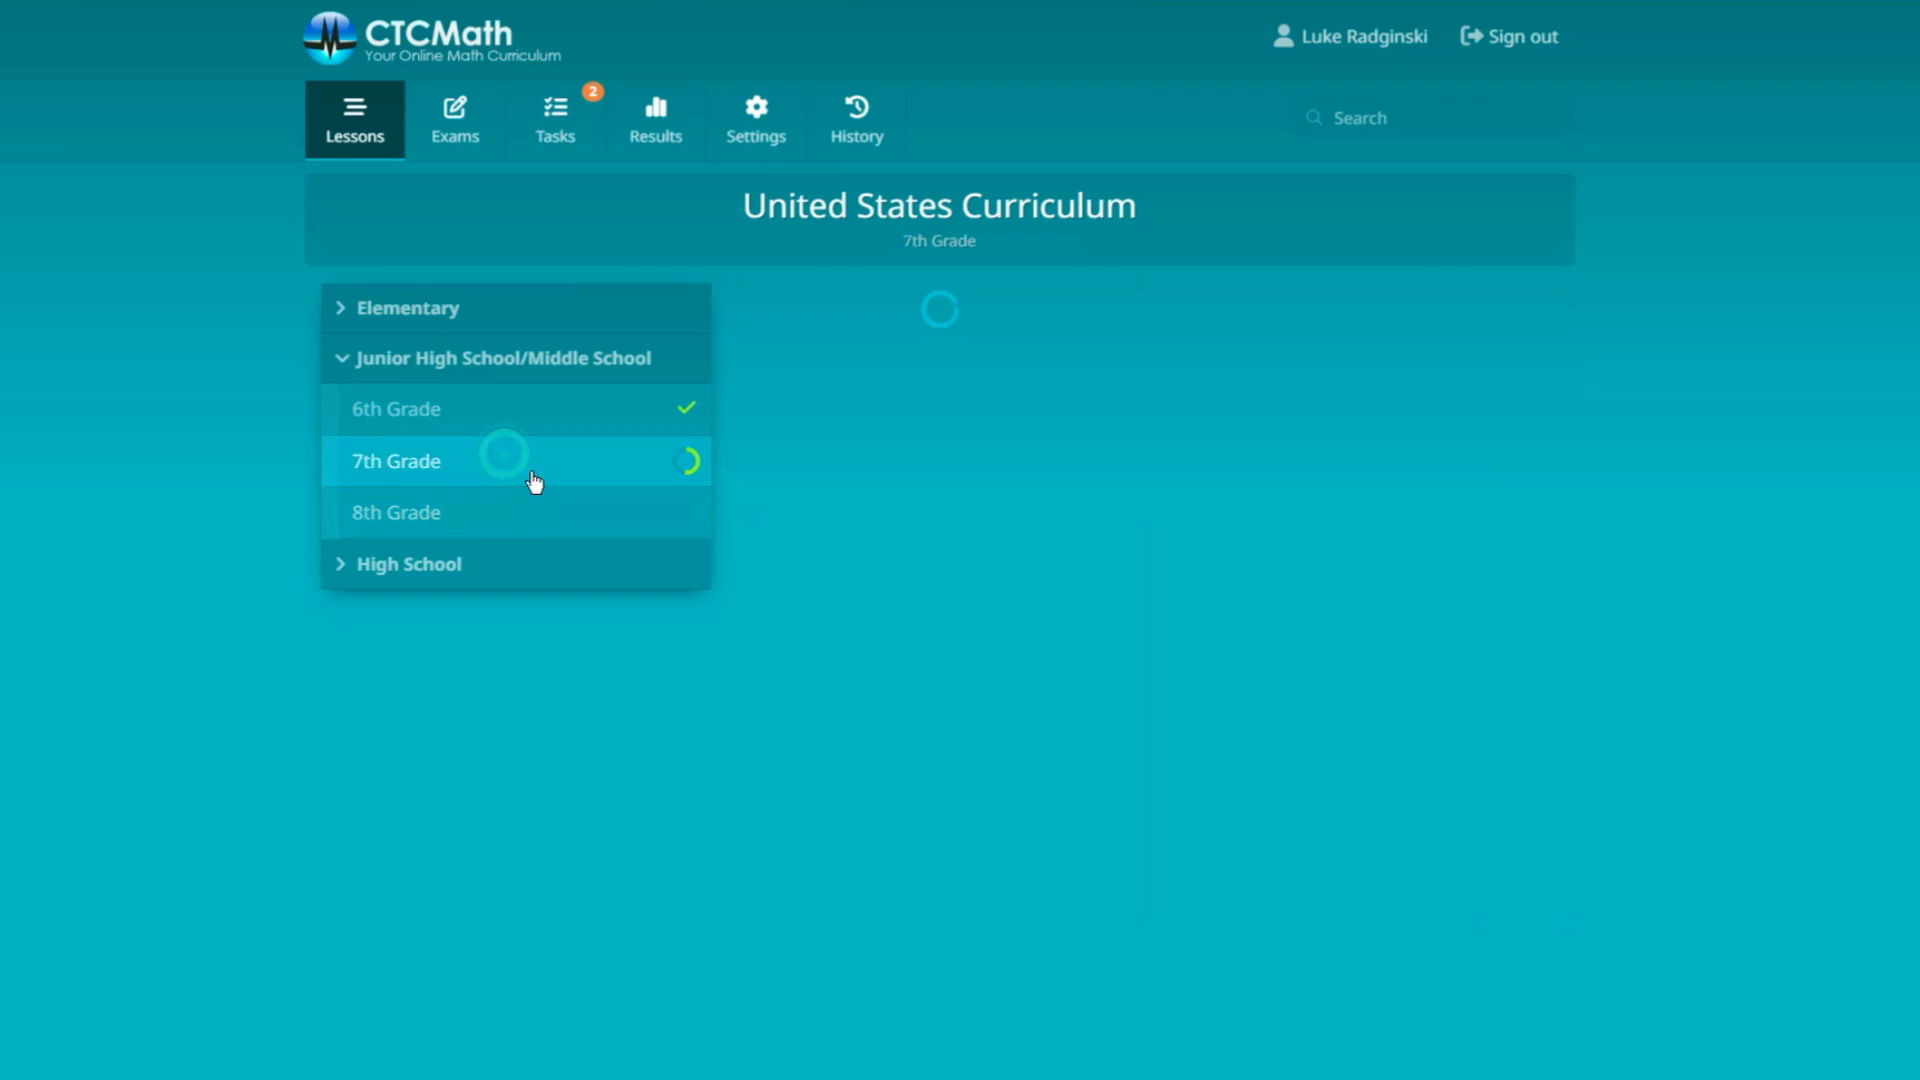 CTCMath
Your Online Math Curriculum
Luke Radginski
Sign out
Lessons
Exams
2
Tasks
Results
Settings
History
Search
United States Curriculum
7th Grade
Elementary
Junior High School/Middle School
6th Grade
7th Grade
8th Grade
High School